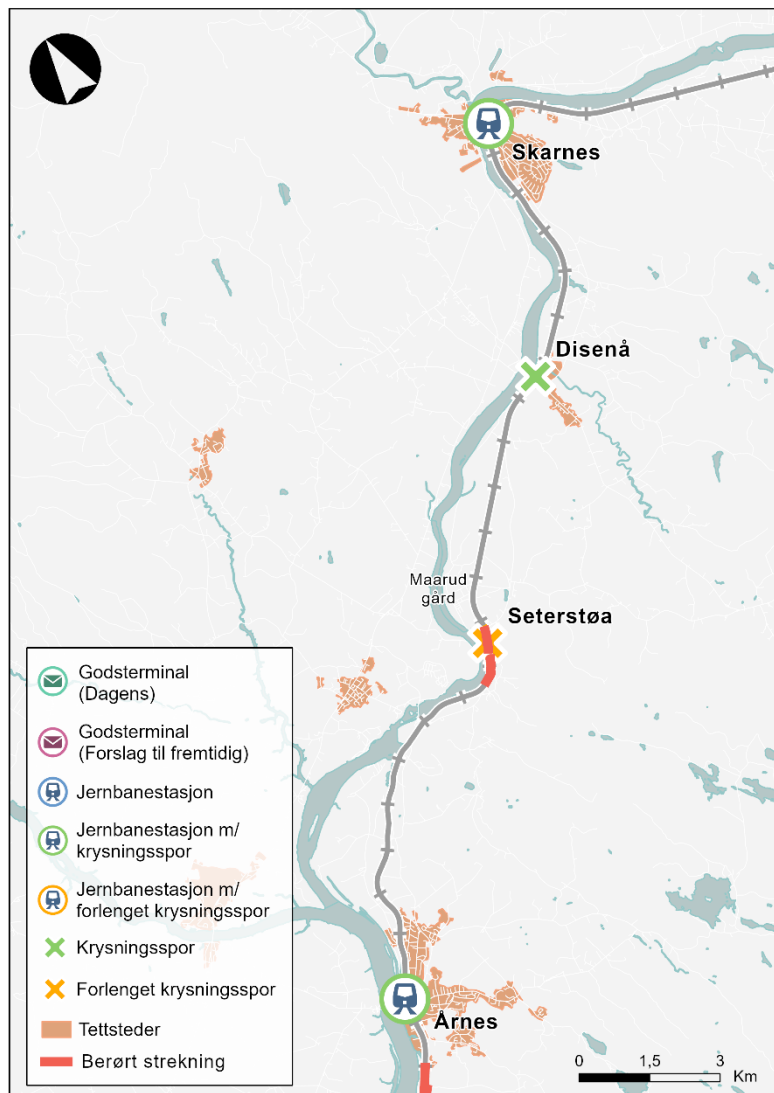 Skarnes
Disenå
Maarud
gård
Seterstøa
Årnes
Godsterminal
(Dagens)
Godsterminal
(Forslag til fremtidig)
Jernbanestasjon
Jernbanestasjon m/
krysningsspor
Jernbanestasjon m/
forlenget krysningsspor
Krysningsspor
Forlenget krysningsspor
Tettsteder
Berørt strekning
0 1,5 3
Km